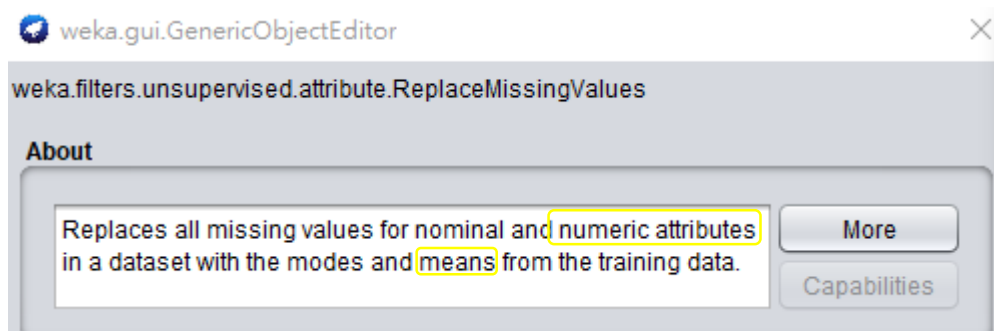 weka.gui.GenericObjectEditor
weka.filters.unsupervised.attribute.ReplaceMissingValues
About
Replaces all missing values for nominal and numeric attributes
in a dataset with the modes and means from the training data.
More
Capabilities